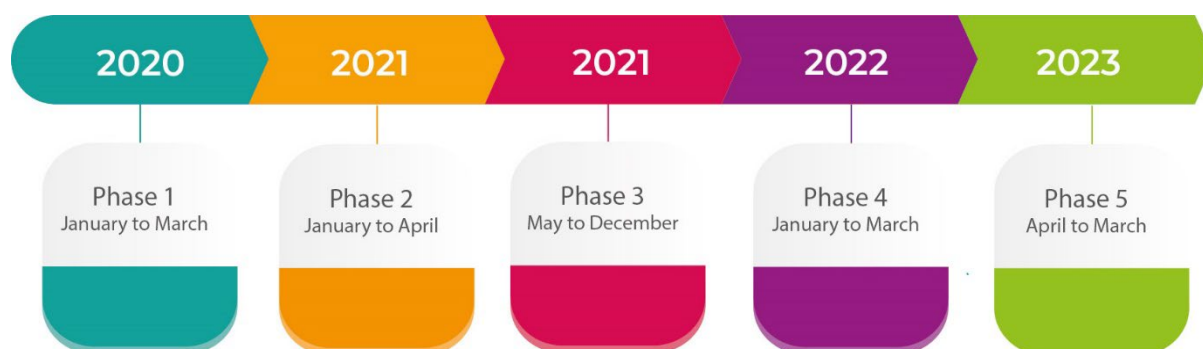 2020
2021
2021
2022
2023
Phase 1
January to March
Phase 2
January to April
Phase 3
May to December
Phase 4
January to March
Phase 5
April to March